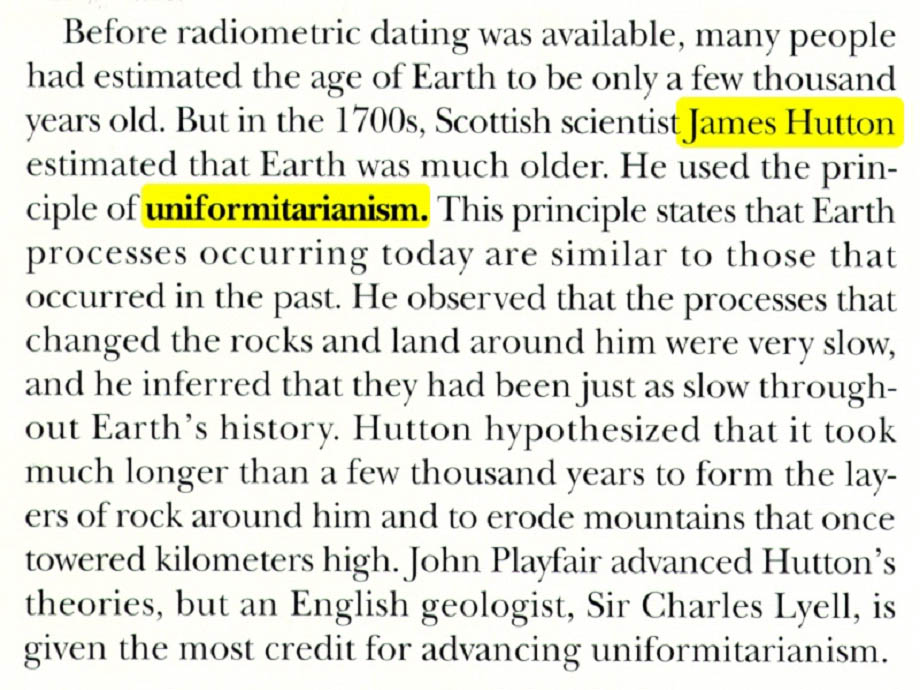 Before radiometric dating was available, many people
had estimated the age of Earth to be only a few thousand
years old. But in the 1700s, Scottish scientist James Hutton
estimated that Earth was much older. He used the prin-
ciple of uniformitarianism. This principle states that Earth
processes occurring today are similar to those that
occurred in the past. He observed that the processes that
changed the rocks and land around him were very slow,
and he inferred that they had been just as slow through-
out Earth's history. Hutton hypothesized that it took
much longer than a few thousand years to form the lay-
ers of rock around him and to erode mountains that once
towered kilometers high. John Playfair advanced Hutton's
theories, but an English geologist, Sir Charles Lyell, is
given the most credit for advancing uniformitarianism.